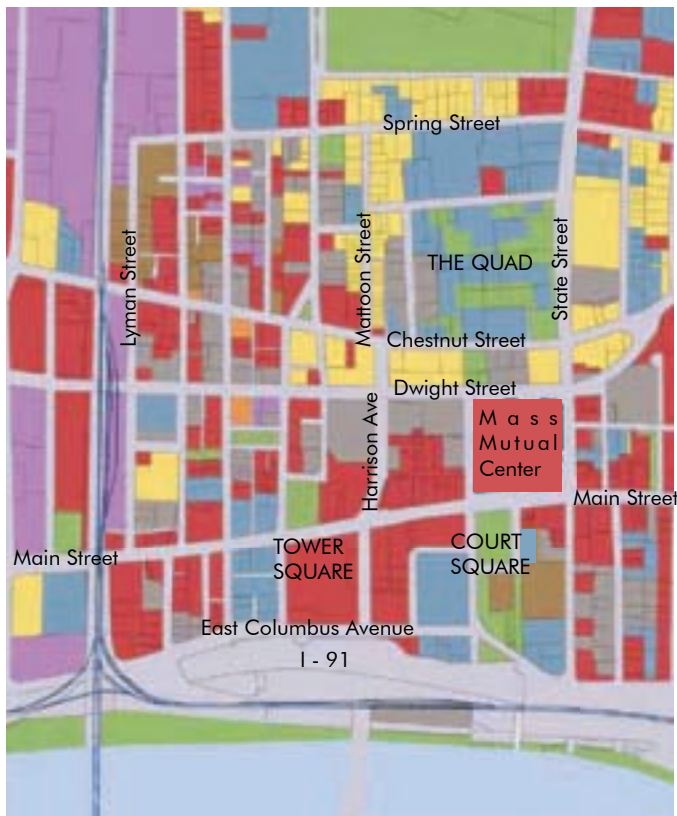 Spring Street
Lyman Street
Mattoon Street
THE QUAD
State Street
Chestnut Street
Dwight Street
Harrison Ave
Mass
Mutual
Center
Main Street
Main Street
TOWER
SQUARE
COURT
SQUARE
East Columbus Avenue
I - 91